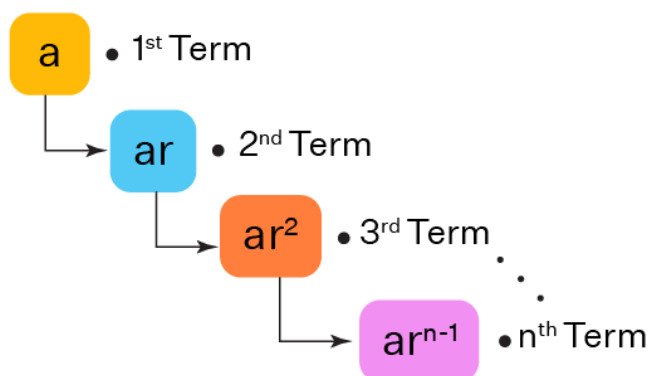 a • 1st Term
ar • 2nd Term
ar² • 3rd Term
arⁿ⁻¹ • nth Term